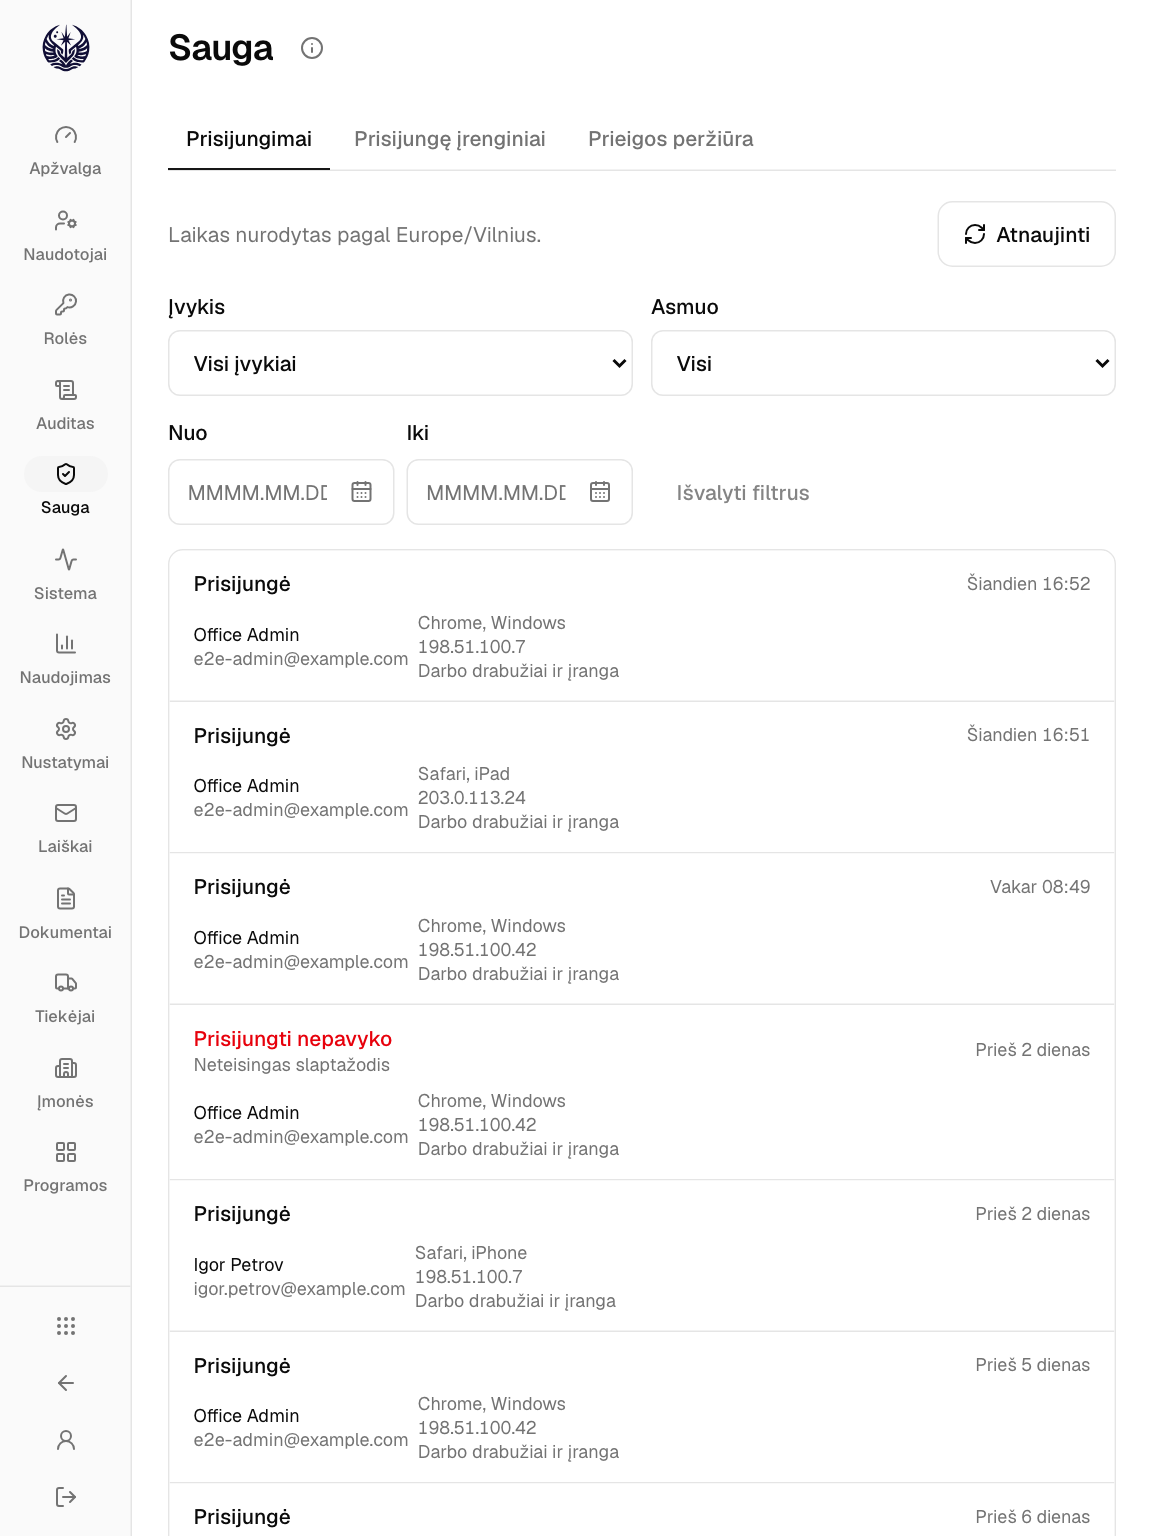 Sauga
Apžvalga
Naudotojai
Rolės
Auditas
Sauga
Sistema
Naudojimas
Nustatymai
Laiškai
Dokumentai
Tiekėjai
Įmonės
Programos
Prisijungimai
Prisijungę įrenginiai
Prieigos peržiūra
Laikas nurodytas pagal Europe/Vilnius.
Atnaujinti
Įvykis
Asmuo
Visi įvykiai
Visi
Nuo
Iki
MMMM.MM.DD
MMMM.MM.DD
Išvalyti filtrus
Prisijungė
Šiandien 16:52
Office Admin
e2e-admin@example.com
Chrome, Windows
198.51.100.7
Darbo drabužiai ir įranga
Prisijungė
Šiandien 16:51
Office Admin
e2e-admin@example.com
Safari, iPad
203.0.113.24
Darbo drabužiai ir įranga
Prisijungė
Vakar 08:49
Office Admin
e2e-admin@example.com
Chrome, Windows
198.51.100.42
Darbo drabužiai ir įranga
Prisijungti nepavyko
Neteisingas slaptažodis
Prieš 2 dienas
Office Admin
e2e-admin@example.com
Chrome, Windows
198.51.100.42
Darbo drabužiai ir įranga
Prisijungė
Prieš 2 dienas
Igor Petrov
igor.petrov@example.com
Safari, iPhone
198.51.100.7
Darbo drabužiai ir įranga
Prisijungė
Prieš 5 dienas
Office Admin
e2e-admin@example.com
Chrome, Windows
198.51.100.42
Darbo drabužiai ir įranga
Prisijungė
Prieš 6 dienas